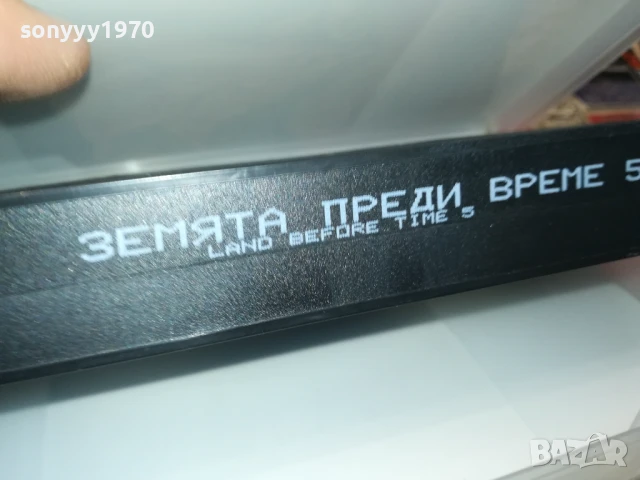 sonyyy1970
ЗЕМЯТА ПРЕДИ ВРЕМЕ 5
LAND BEFORE TIME 5
BAZAR